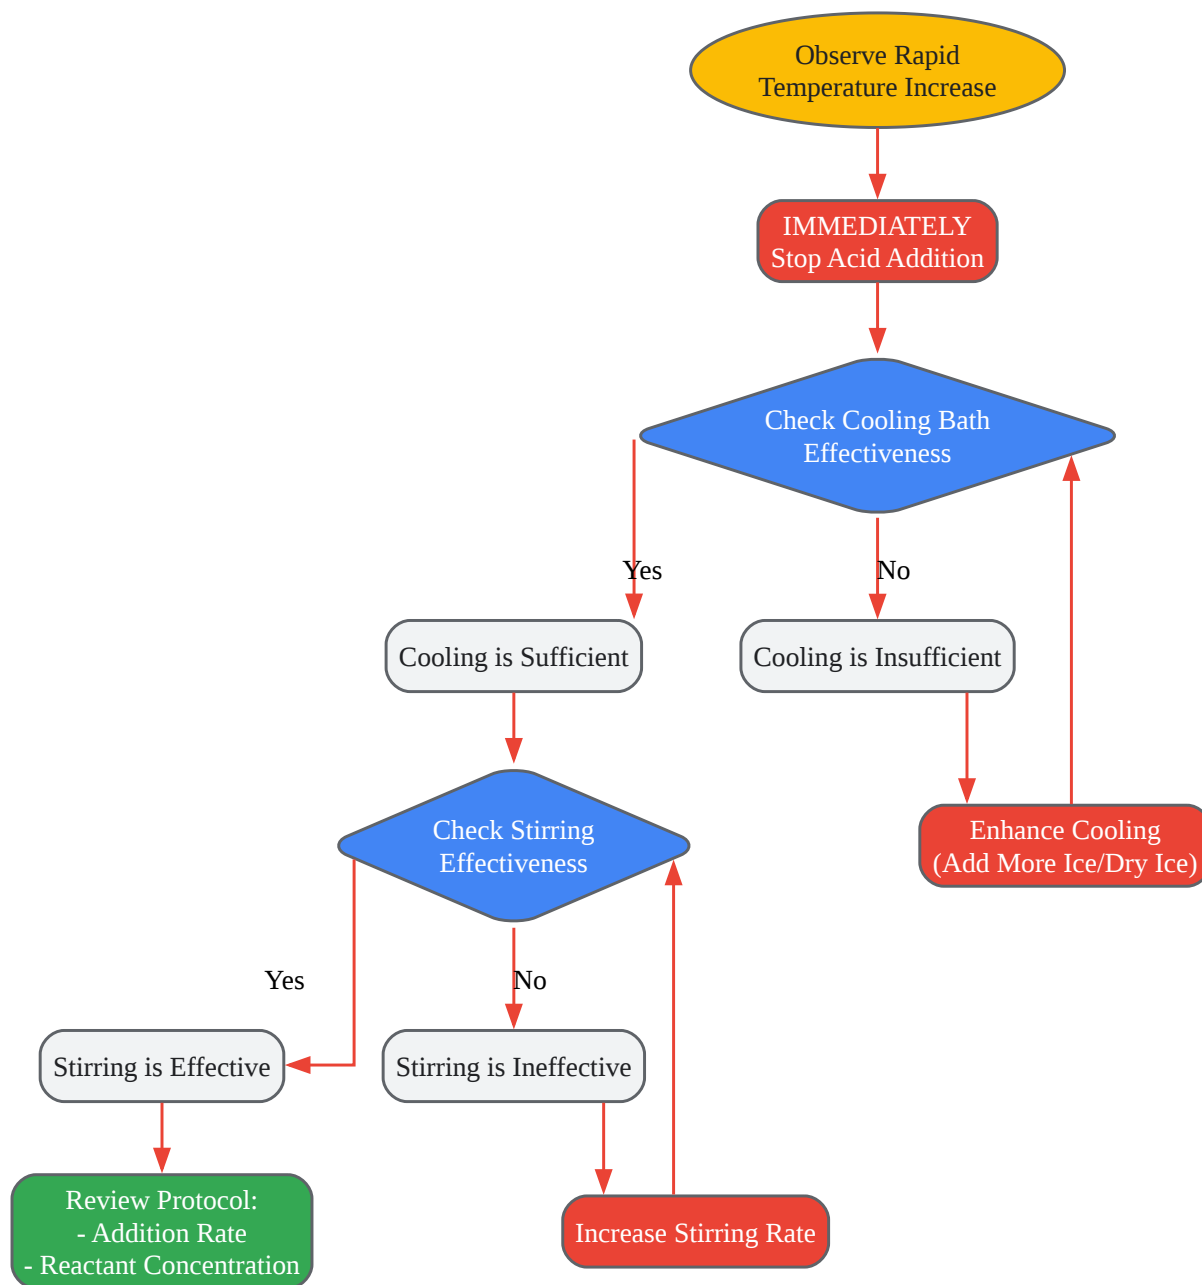 Observe Rapid
Temperature Increase
IMMEDIATELY
Stop Acid Addition
Check Cooling Bath
Effectiveness
Yes
No
Cooling is Sufficient
Cooling is Insufficient
Check Stirring
Effectiveness
Enhance Cooling
(Add More Ice/Dry Ice)
Yes
No
Stirring is Effective
Stirring is Ineffective
Review Protocol:
- Addition Rate
- Reactant Concentration
Increase Stirring Rate